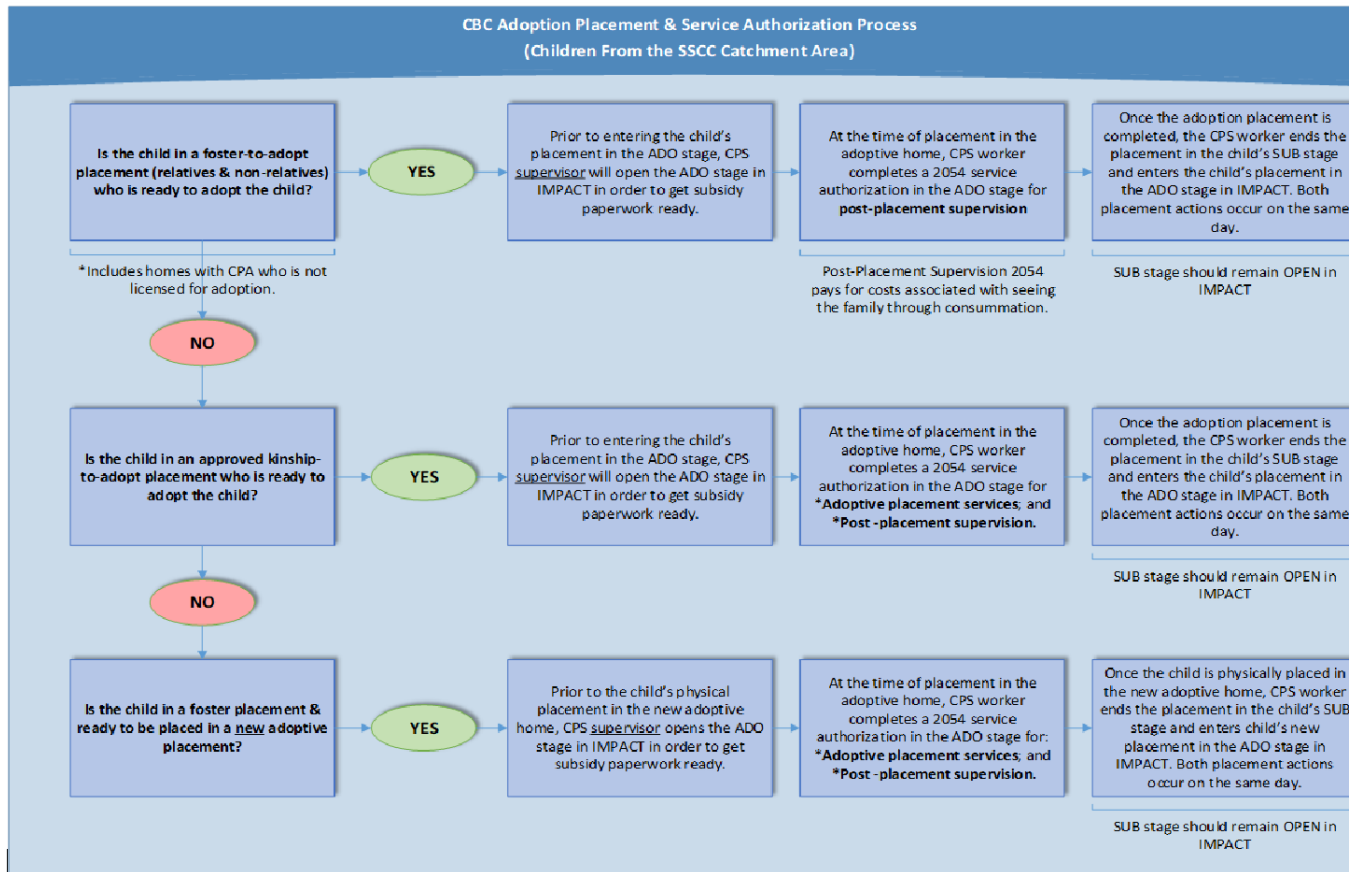 CBC Adoption Placement & Service Authorization Process
(Children From the SSCC Catchment Area)
Is the child in a foster-to-adopt
placement (relatives & non-relatives)
who is ready to adopt the child?
YES
Prior to entering the child's
placement in the ADO stage, CPS
supervisor will open the ADO stage in
IMPACT in order to get subsidy
paperwork ready.
At the time of placement in the
adoptive home, CPS worker
completes a 2054 service
authorization in the ADO stage for
post-placement supervision
Once the adoption placement is
completed, the CPS worker ends the
placement in the child's SUB stage
and enters the child's placement in
the ADO stage in IMPACT. Both
placement actions occur on the same
day.
*Includes homes with CPA who is not
licensed for adoption.
Post-Placement Supervision 2054
pays for costs associated with seeing
the family through consummation.
SUB stage should remain OPEN in
IMPACT
NO
Is the child in an approved kinship-
to-adopt placement who is ready to
adopt the child?
YES
Prior to entering the child's
placement in the ADO stage, CPS
supervisor will open the ADO stage in
IMPACT in order to get subsidy
paperwork ready.
At the time of placement in the
adoptive home, CPS worker
completes a 2054 service
authorization in the ADO stage for
*Adoptive placement services; and
*Post -placement supervision.
Once the adoption placement is
completed, the CPS worker ends the
placement in the child's SUB stage
and enters the child's placement in
the ADO stage in IMPACT. Both
placement actions occur on the same
day.
SUB stage should remain OPEN in
IMPACT
NO
Is the child in a foster placement &
ready to be placed in a new adoptive
placement?
YES
Prior to the child's physical
placement in the new adoptive
home, CPS supervisor opens the ADO
stage in IMPACT in order to get
subsidy paperwork ready.
At the time of placement in the
adoptive home, CPS worker
completes a 2054 service
authorization in the ADO stage for:
*Adoptive placement services; and
*Post -placement supervision.
Once the child is physically placed in
the new adoptive home, CPS worker
ends the placement in the child's SUB
stage and enters child's new
placement in the ADO stage in
IMPACT. Both placement actions
occur on the same day.
SUB stage should remain OPEN in
IMPACT